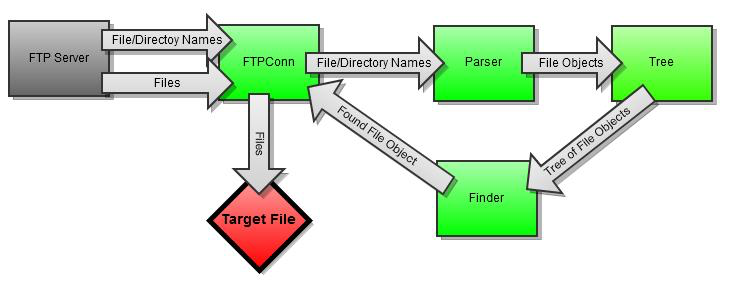 File/Directoy Names
FTP Server
Files
FTPConn
File/Directory Names
Parser
File Objects
Tree
Found File Object
Tree of File Objects
Files
Finder
Target File